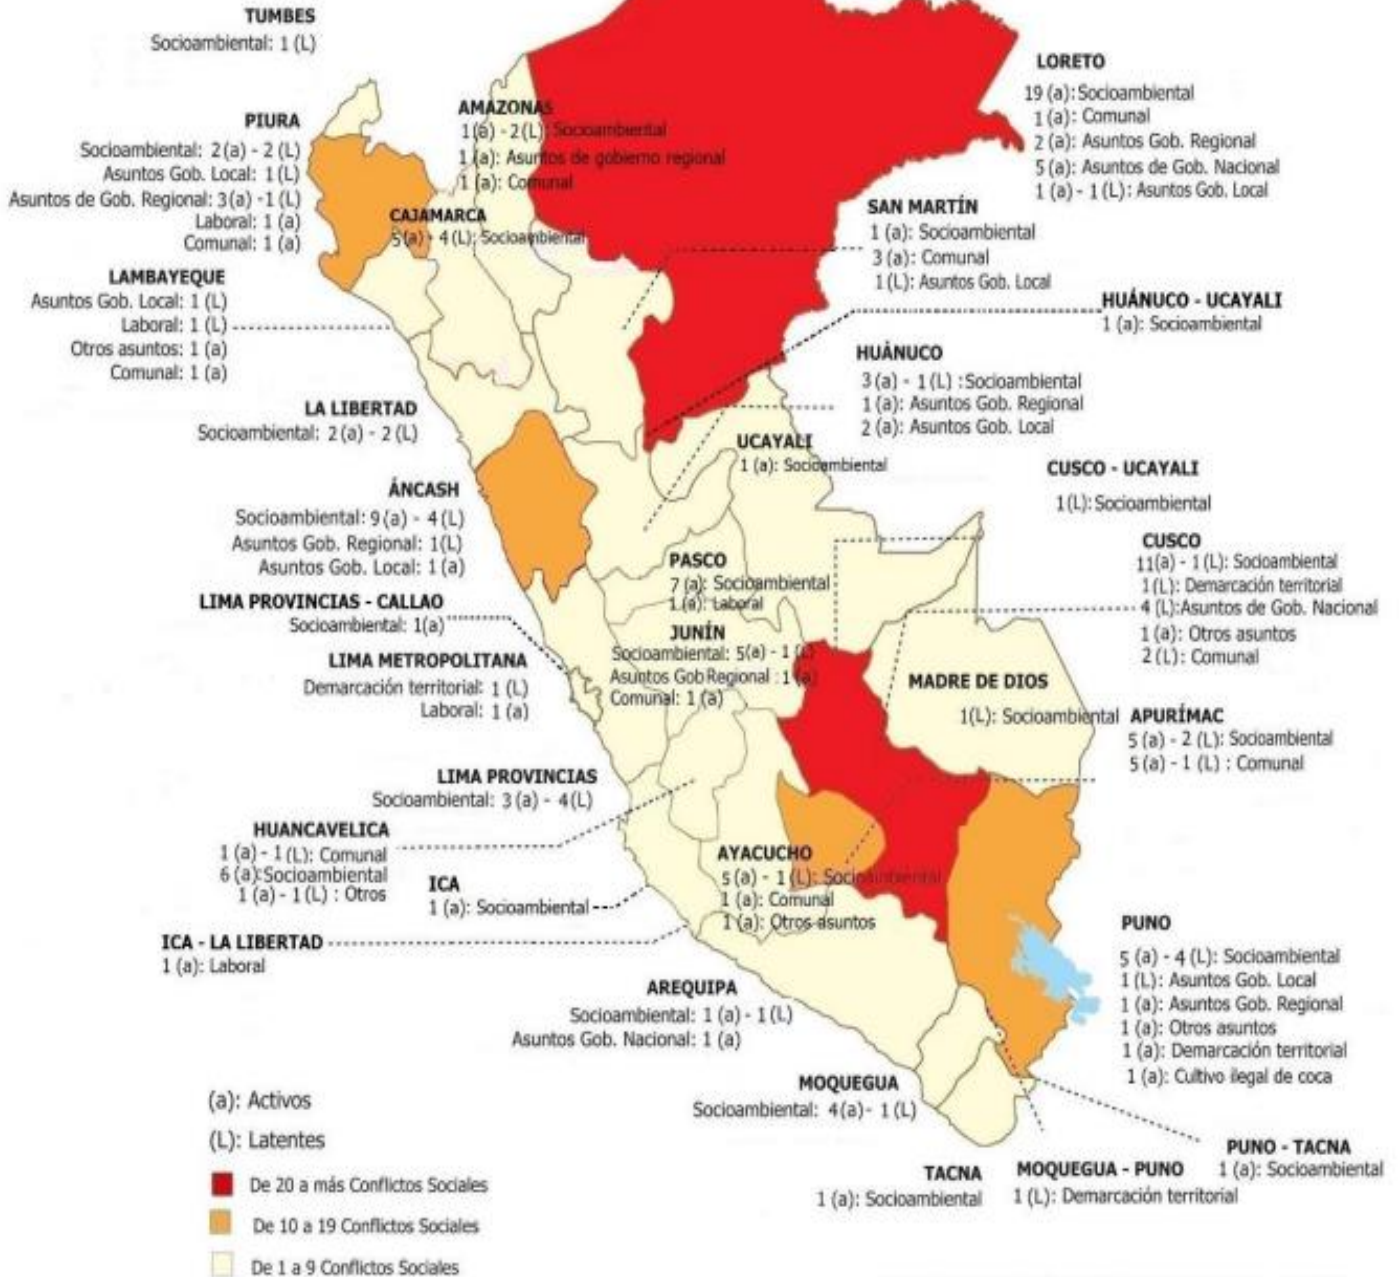 TUMBES
Socioambiental: 1 (L)
PIURA
Socioambiental: 2(a) - 2 (L)
Asuntos Gob. Local: 1(L)
Asuntos de Gob. Regional: 3(a) -1 (L)
Laboral: 1 (a)
Comunal: 1 (a)
LAMBAYEQUE
Asuntos Gob. Local: 1 (L)
Laboral: 1 (L)
Otros asuntos: 1 (a)
Comunal: 1 (a)
AMAZONAS
1(a) - 2(L): Socioambiental
1 (a): Asuntos de gobierno regional
1 (a): Comunal
CAJAMARCA
5(a) - 4(L): Socioambiental
LORETO
19 (a): Socioambiental
1(a): Comunal
2 (a): Asuntos Gob. Regional
5(a): Asuntos de Gob. Nacional
1 (a) - 1(L): Asuntos Gob. Local
SAN MARTÍN
1 (a): Socioambiental
3(a): Comunal
1(L): Asuntos Gob. Local
HUÁNUCO - UCAYALI
1 (a): Socioambiental
HUÁNUCO
3(a) - 1(L) :Socioambiental
1(a): Asuntos Gob. Regional
2 (a): Asuntos Gob. Local
LA LIBERTAD
Socioambiental: 2(a) - 2 (L)
UCAYALI
1 (a): Socioambiental
CUSCO - UCAYALI
1(L): Socioambiental
ÁNCASH
Socioambiental: 9(a) - 4(L)
Asuntos Gob. Regional: 1(L)
Asuntos Gob. Local: 1(a)
CUSCO
11(a) - 1(L): Socioambiental
1(L): Demarcación territorial
4 (L):Asuntos de Gob. Nacional
1 (a): Otros asuntos
2(L): Comunal
PASCO
7 (a): Socioambiental
1(a): Laboral
LIMA PROVINCIAS - CALLAO
Socioambiental: 1(a)
JUNÍN
Socioambiental: 5(a) - 1(L)
Asuntos Gob Regional : 1(a)
Comunal: 1(a)
LIMA METROPOLITANA
Demarcación territorial: 1 (L)
Laboral: 1 (a)
MADRE DE DIOS
1(L): Socioambiental
APURÍMAC
5(a) - 2 (L): Socioambiental
5(a) - 1(L) : Comunal
LIMA PROVINCIAS
Socioambiental: 3(a) - 4(L)
HUANCAVELICA
1 (a) - 1(L): Comunal
6 (a):Socioambiental
1 (a) - 1(L) : Otros
ICA
1 (a): Socioambiental
AYACUCHO
5(a) - 1 (L): Socioambiental
1 (a): Comunal
1 (a): Otros asuntos
ICA - LA LIBERTAD
1 (a): Laboral
PUNO
5 (a) - 4(L): Socioambiental
1(L): Asuntos Gob. Local
1 (a): Asuntos Gob. Regional
1(a): Otros asuntos
1 (a): Demarcación territorial
1 (a): Cultivo ilegal de coca
AREQUIPA
Socioambiental: 1 (a) - 1(L)
Asuntos Gob. Nacional: 1 (a)
MOQUEGUA
Socioambiental: 4(a)- 1(L)
TACNA
1 (a): Socioambiental
MOQUEGUA - PUNO
1 (L): Demarcación territorial
PUNO - TACNA
1 (a): Socioambiental
(a): Activos
(L): Latentes
De 20 a más Conflictos Sociales
De 10 a 19 Conflictos Sociales
De 1 a 9 Conflictos Sociales